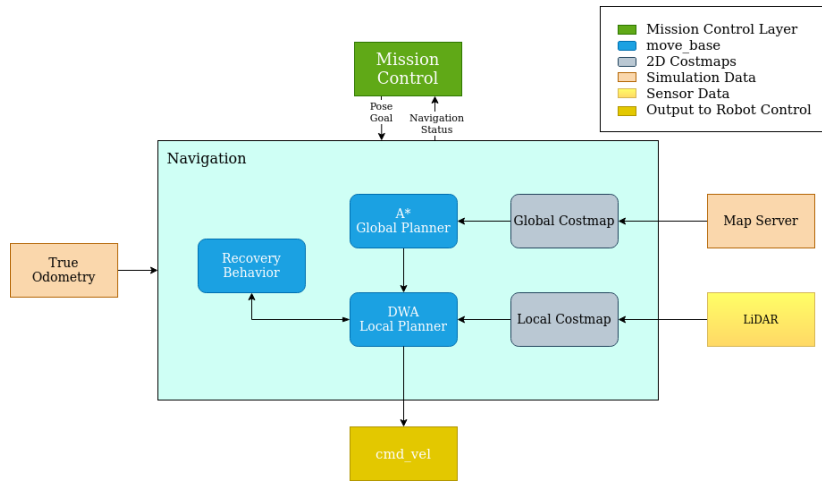 Mission Control Layer
move_base
2D Costmaps
Simulation Data
Sensor Data
Output to Robot Control
Mission
Control
Pose
Goal
Navigation
Status
Navigation
A*
Global Planner
Global Costmap
Map Server
Recovery
Behavior
True
Odometry
DWA
Local Planner
Local Costmap
LiDAR
cmd_vel